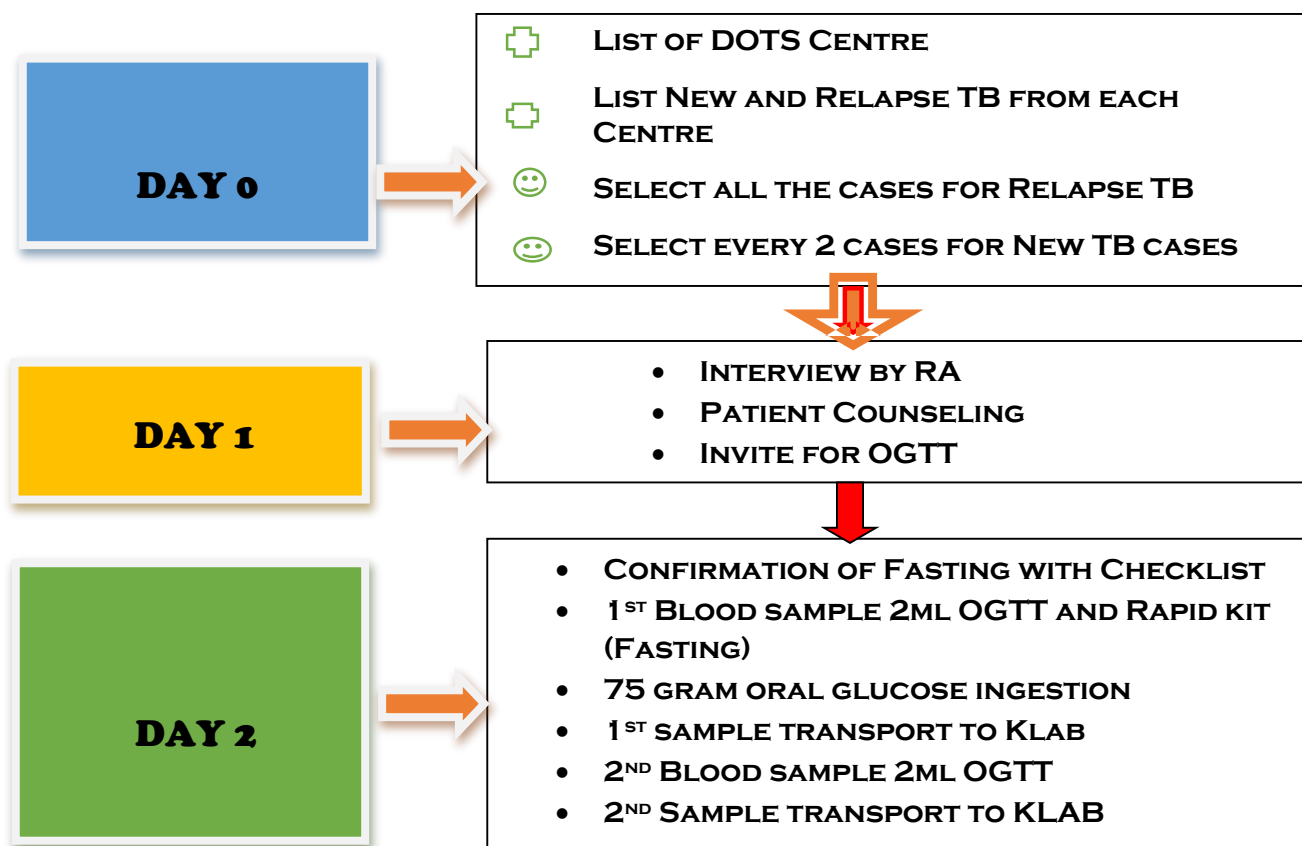 DAY 0
List of DOTS Centre
List New and Relapse TB from each
Centre
Select all the cases for Relapse TB
Select every 2 cases for New TB cases
DAY 1
• Interview by RA
• Patient Counseling
• Invite for OGTT
DAY 2
• Confirmation of Fasting with Checklist
• 1st Blood sample 2ml OGTT and Rapid kit
(Fasting)
• 75 gram oral glucose ingestion
• 1st sample transport to Klab
• 2nd Blood sample 2ml OGTT
• 2nd Sample transport to KLAB